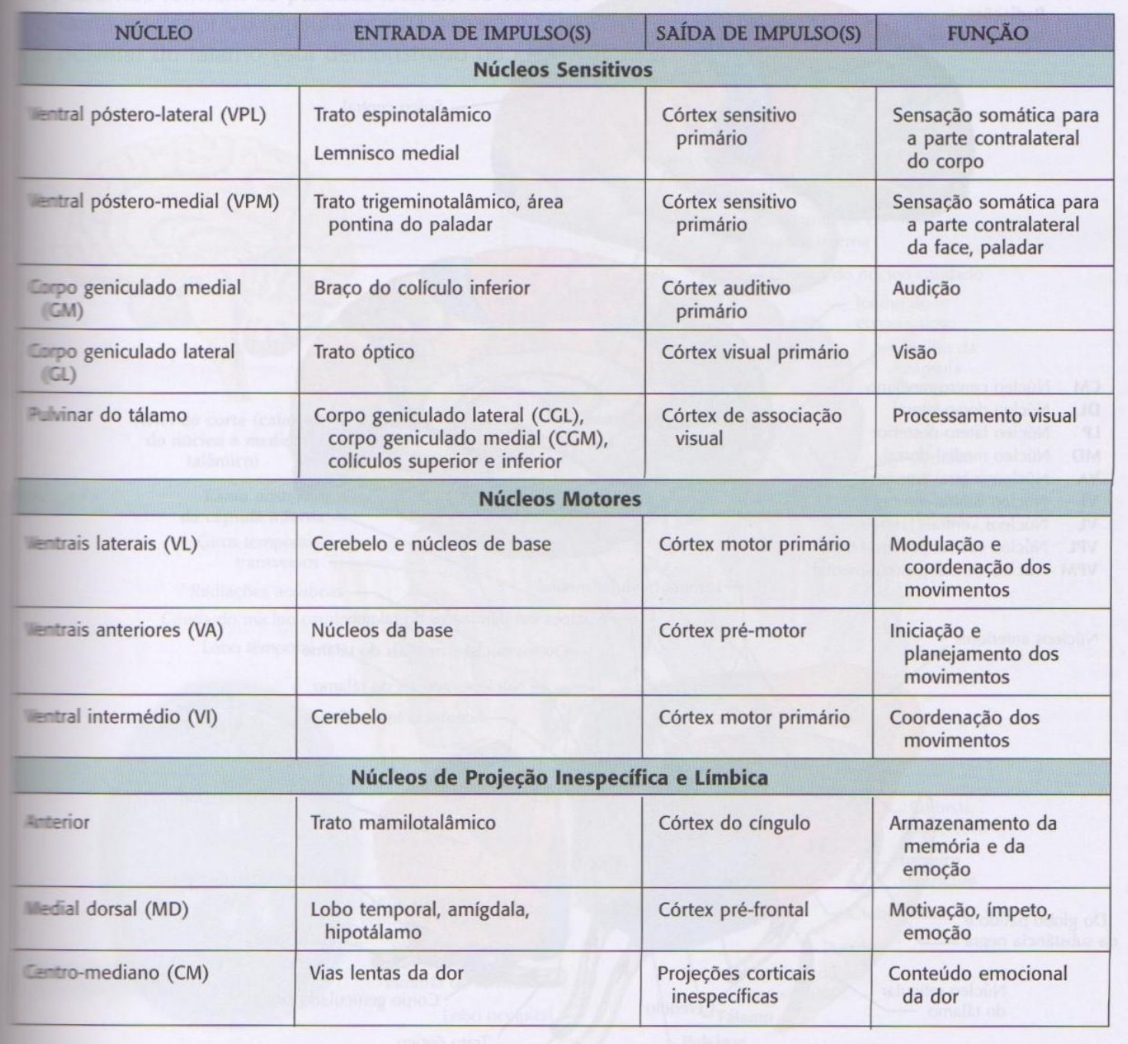 NÚCLEO ENTRADA DE IMPULSO(S) SAÍDA DE IMPULSO(S) FUNÇÃO
Núcleos Sensitivos
Ventral póstero-lateral (VPL) Trato espinotalâmico Córtex sensitivo Sensação somática para
primário a parte contralateral
Lemnisco medial do corpo
Ventral póstero-medial (VPM) Trato trigeminotalâmico, área Córtex sensitivo Sensação somática para
pontina do paladar primário a parte contralateral
da face, paladar
Corpo geniculado medial Braço do colículo inferior Córtex auditivo Audição
(GM) primário
Corpo geniculado lateral Trato óptico Córtex visual primário Visão
(GL)
Pulvinar do tálamo Corpo geniculado lateral (CGL), Córtex de associação Processamento visual
corpo geniculado medial (CGM), visual
colículos superior e inferior
Núcleos Motores
Ventrais laterais (VL) Cerebelo e núcleos de base Córtex motor primário Modulação e
coordenação dos
movimentos
Ventrais anteriores (VA) Núcleos da base Córtex pré-motor Iniciação e
planejamento dos
movimentos
Ventral intermédio (VI) Cerebelo Córtex motor primário Coordenação dos
movimentos
Núcleos de Projeção Inespecífica e Límbica
Anterior Trato mamilotalâmico Córtex do cíngulo Armazenamento da
memória e da
emoção
Medial dorsal (MD) Lobo temporal, amígdala, Córtex pré-frontal Motivação, ímpeto,
hipotálamo emoção
Centro-mediano (CM) Vias lentas da dor Projeções corticais Conteúdo emocional
inespecíficas da dor